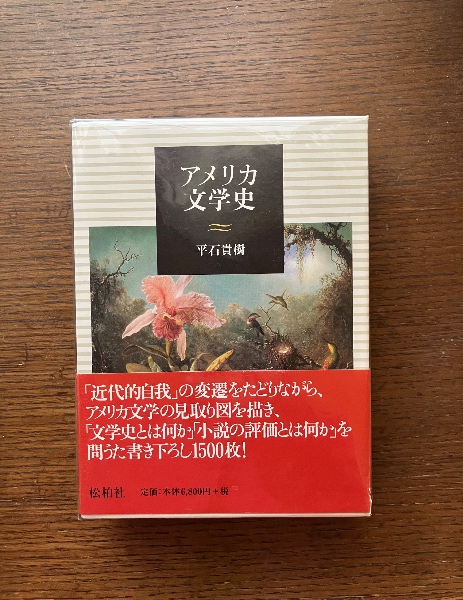 アメリカ
文学史
平石貴樹
「近代的自我」の変遷をたどりながら、
アメリカ文学の見取り図を描き、
「文学史とは何か」「小説の評価とは何か」を
問うた書き下ろし1500枚!
松柏社 定価:本体6,800円+税